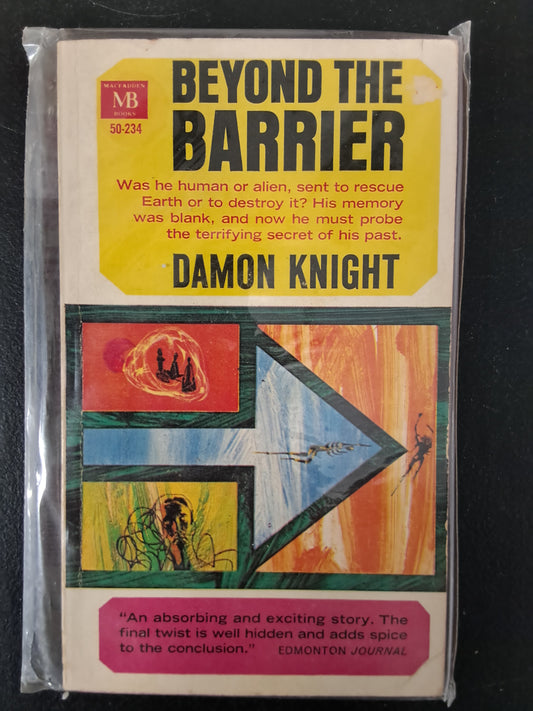 MACFADDEN
MB
BOOKS
50-234
BEYOND THE
BARRIER
Was he human or alien, sent to rescue
Earth or to destroy it? His memory
was blank, and now he must probe
the terrifying secret of his past.
DAMON KNIGHT
"An absorbing and exciting story. The
final twist is well hidden and adds spice
to the conclusion." EDMONTON JOURNAL